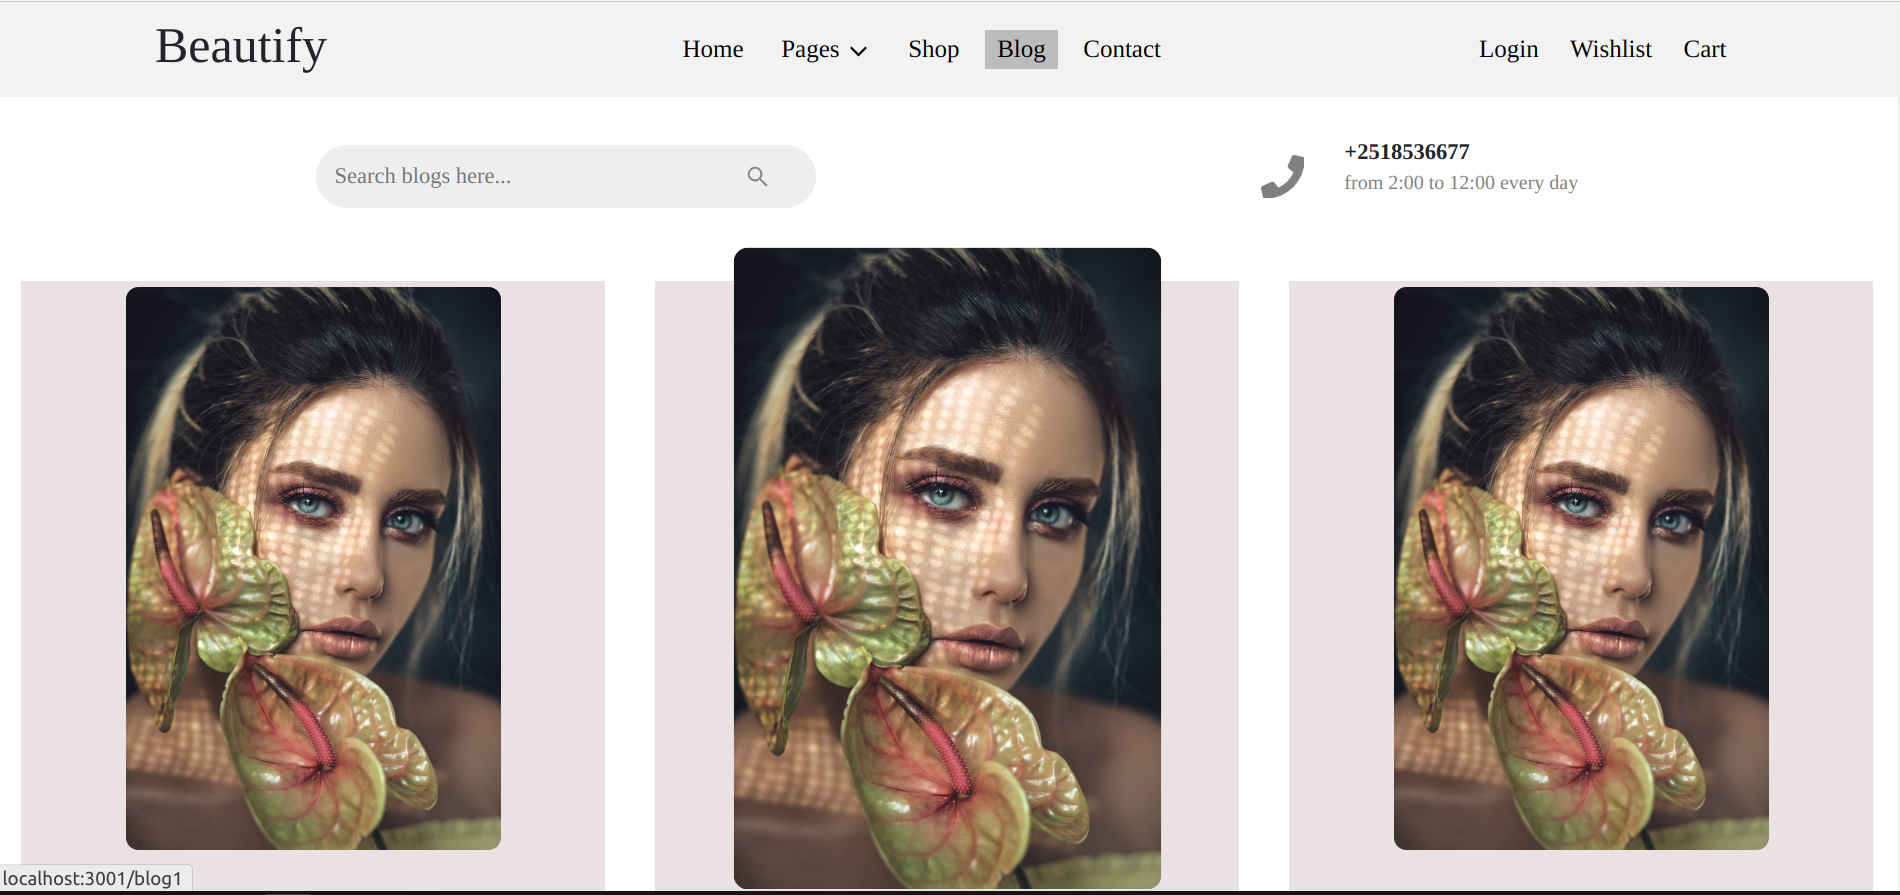 Beautify
Home Pages Shop Blog Contact
Login Wishlist Cart
Search blogs here...
+2518536677
from 2:00 to 12:00 every day
localhost:3001/blog1